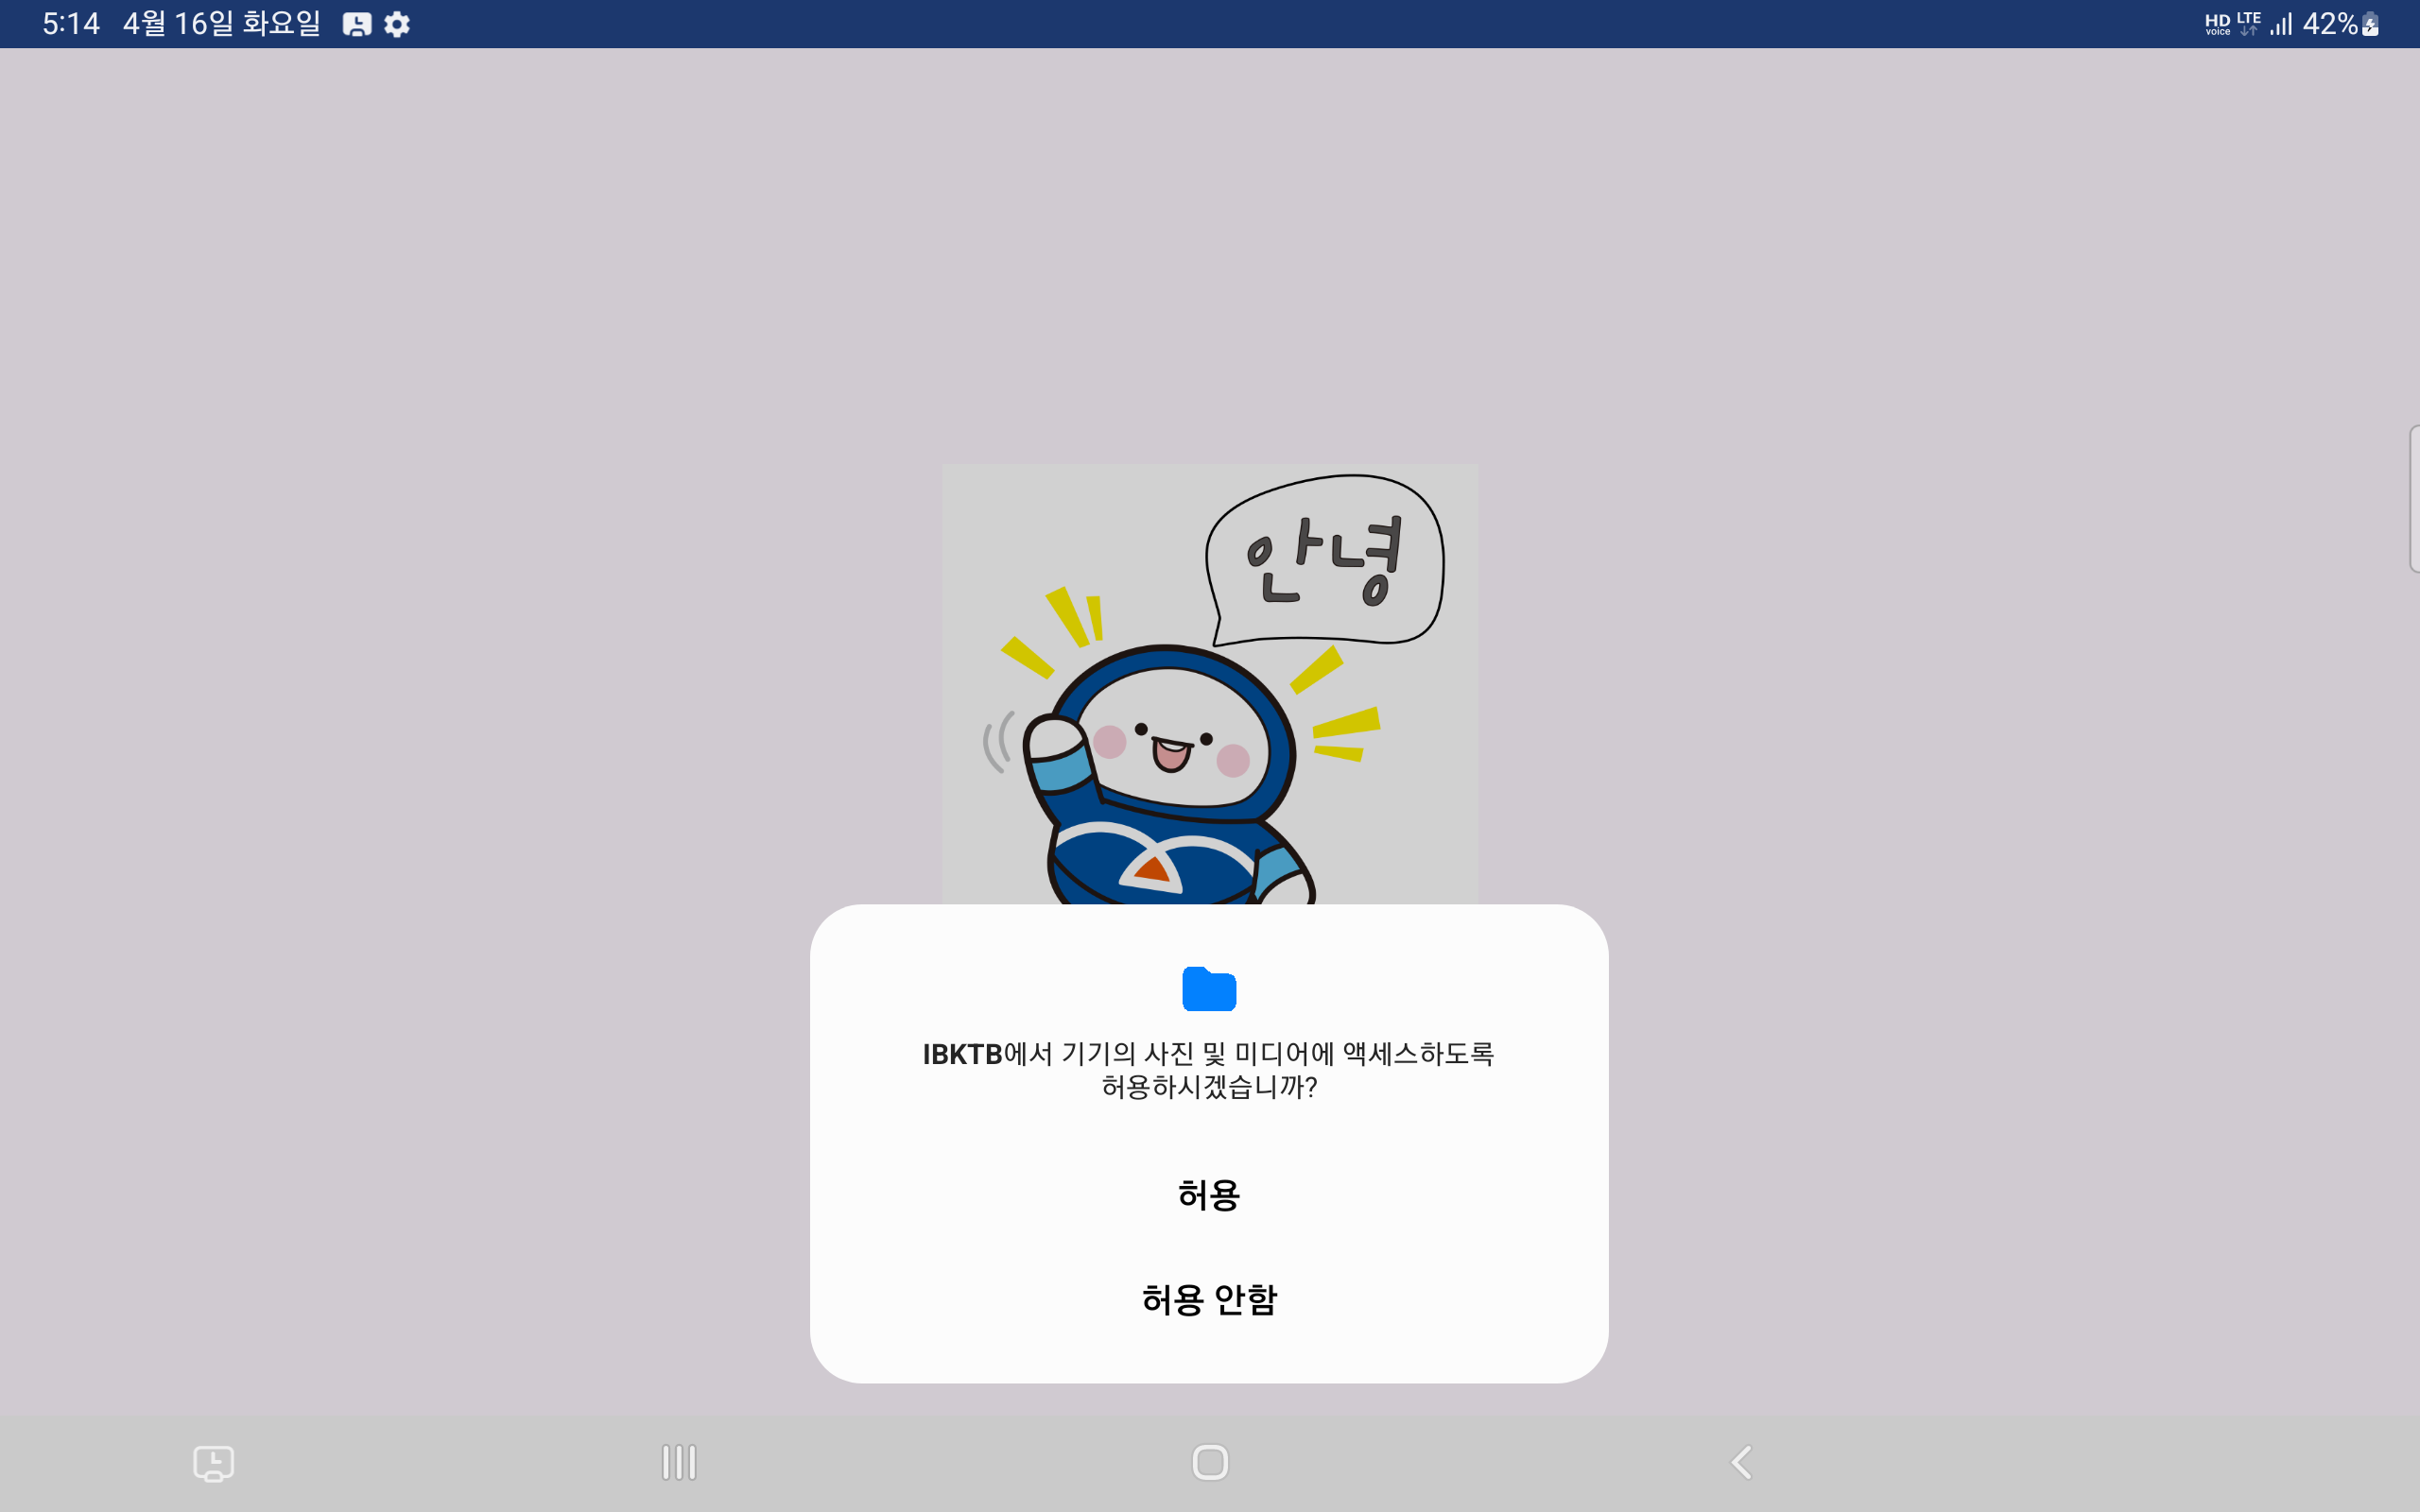 5:14 4월 16일 화요일
HD voice LTE 42%
안녕
IBKTB에서 기기의 사진 및 미디어에 액세스하도록
허용하시겠습니까?
허용
허용 안함